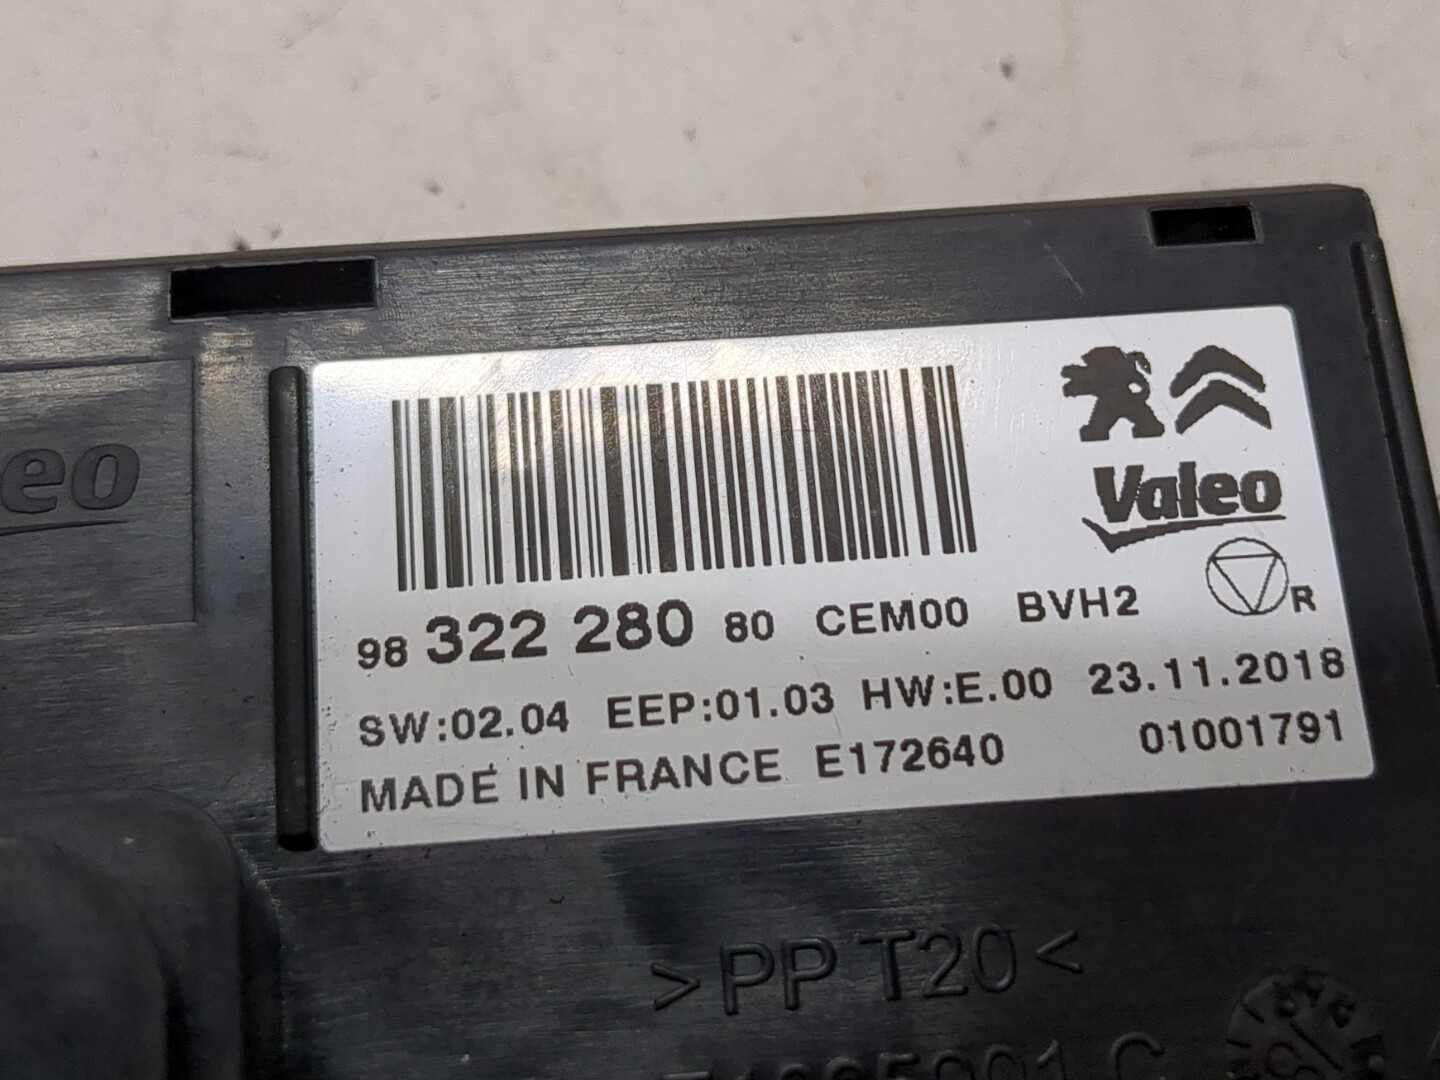 Valeo
98 322 280 80 CEM00 BVH2 R
SW:02.04 EEP:01.03 HW:E.00 23.11.2018
MADE IN FRANCE E172640 01001791
>PP T20<